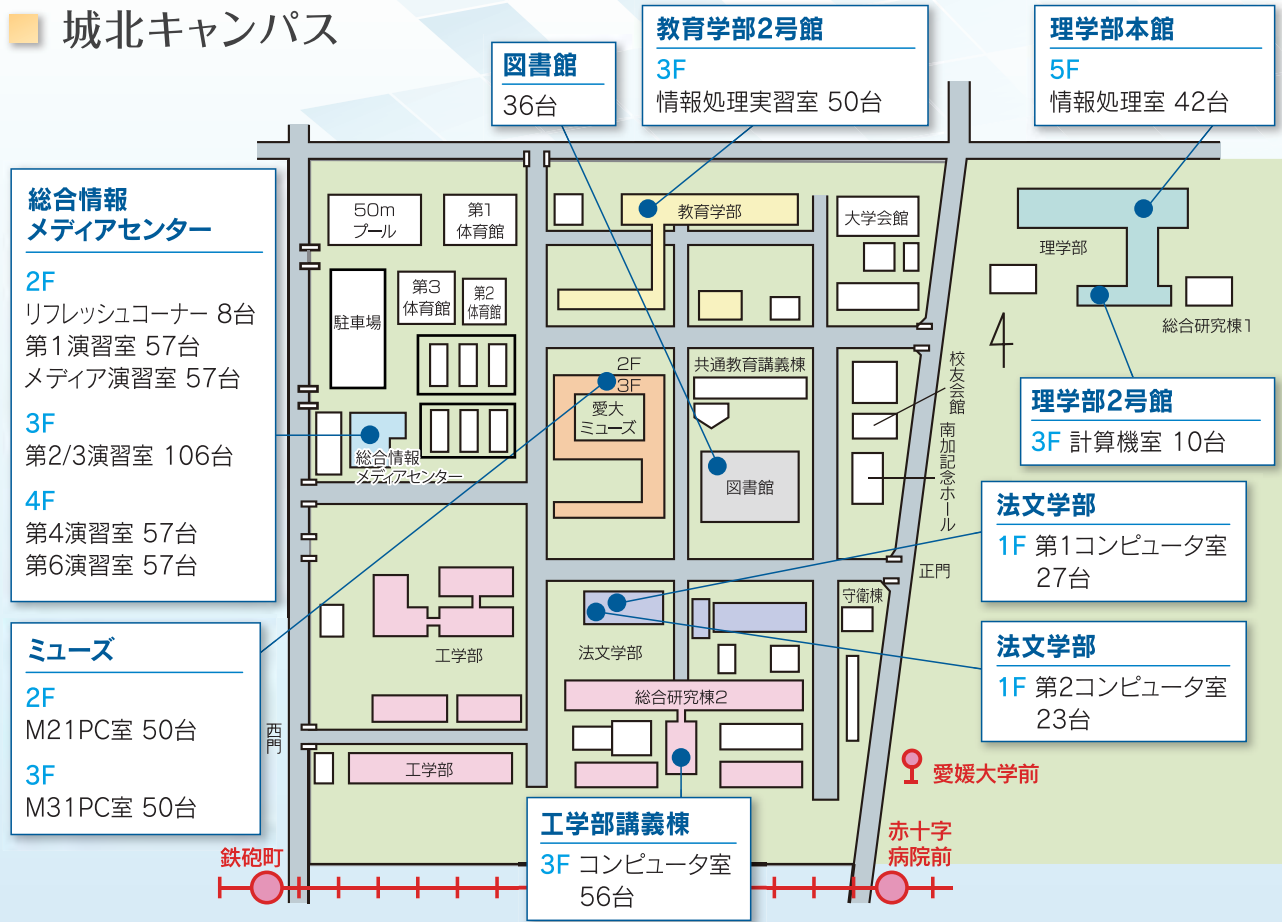 城北キャンパス
図書館
36台
教育学部2号館
3F
情報処理実習室 50台
理学部本館
5F
情報処理室 42台
総合情報
メディアセンター
2F
リフレッシュコーナー 8台
第1演習室 57台
メディア演習室 57台
3F
第2/3演習室 106台
4F
第4演習室 57台
第6演習室 57台
ミューズ
2F
M21PC室 50台
3F
M31PC室 50台
50m
プール
第1
体育館
第3
体育館
第2
体育館
駐車場
総合情報
メディアセンター
教育学部
大学会館
2F
3F
愛大
ミューズ
共通教育講義棟
図書館
校友会館
南加記念ホール
理学部
総合研究棟1
理学部2号館
3F 計算機室 10台
法文学部
1F 第1コンピュータ室
27台
法文学部
1F 第2コンピュータ室
23台
正門
守衛棟
工学部
法文学部
総合研究棟2
西門
工学部
工学部講義棟
3F コンピュータ室
56台
愛媛大学前
鉄砲町
赤十字
病院前